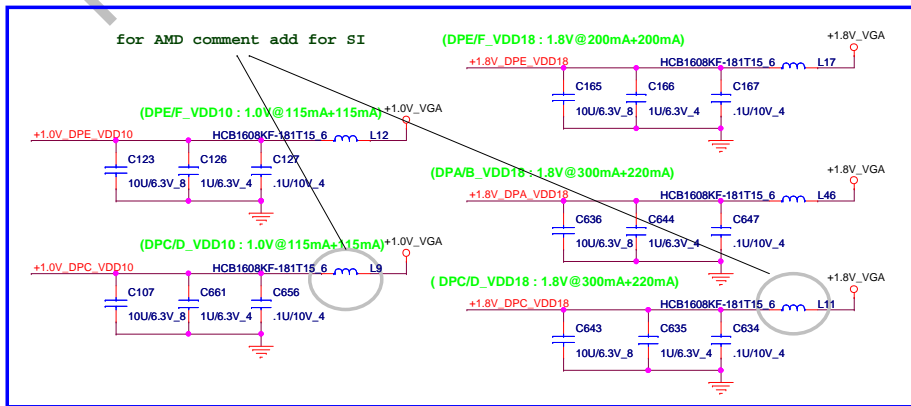 for AMD comment add for SI
(DPE/F_VDD18 : 1.8V@200mA+200mA)
+1.8V_VGA
+1.8V_DPE_VDD18
HCB1608KF-181T15_6
L17
C165
C166
C167
10U/6.3V_8
1U/6.3V_4
.1U/10V_4
(DPE/F_VDD10 : 1.0V@115mA+115mA)
+1.0V_VGA
+1.0V_DPE_VDD10
HCB1608KF-181T15_6
L12
C123
C126
C127
10U/6.3V_8
1U/6.3V_4
.1U/10V_4
(DPA/B_VDD18 : 1.8V@300mA+220mA)
+1.8V_VGA
+1.8V_DPA_VDD18
HCB1608KF-181T15_6
L46
C636
C644
C647
10U/6.3V_8
1U/6.3V_4
.1U/10V_4
(DPC/D_VDD10 : 1.0V@115mA+115mA)
+1.0V_VGA
+1.0V_DPC_VDD10
HCB1608KF-181T15_6
L9
C107
C661
C656
10U/6.3V_8
1U/6.3V_4
.1U/10V_4
( DPC/D_VDD18 : 1.8V@300mA+220mA)
+1.8V_VGA
+1.8V_DPC_VDD18
HCB1608KF-181T15_6
L11
C643
C635
C634
10U/6.3V_8
1U/6.3V_4
.1U/10V_4